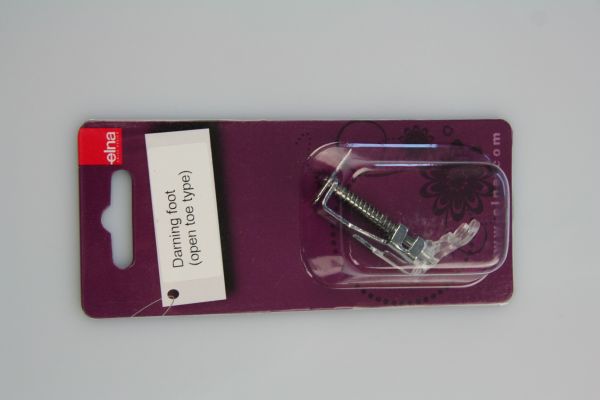 elna
Darning foot
(open toe type)
www.elna.com